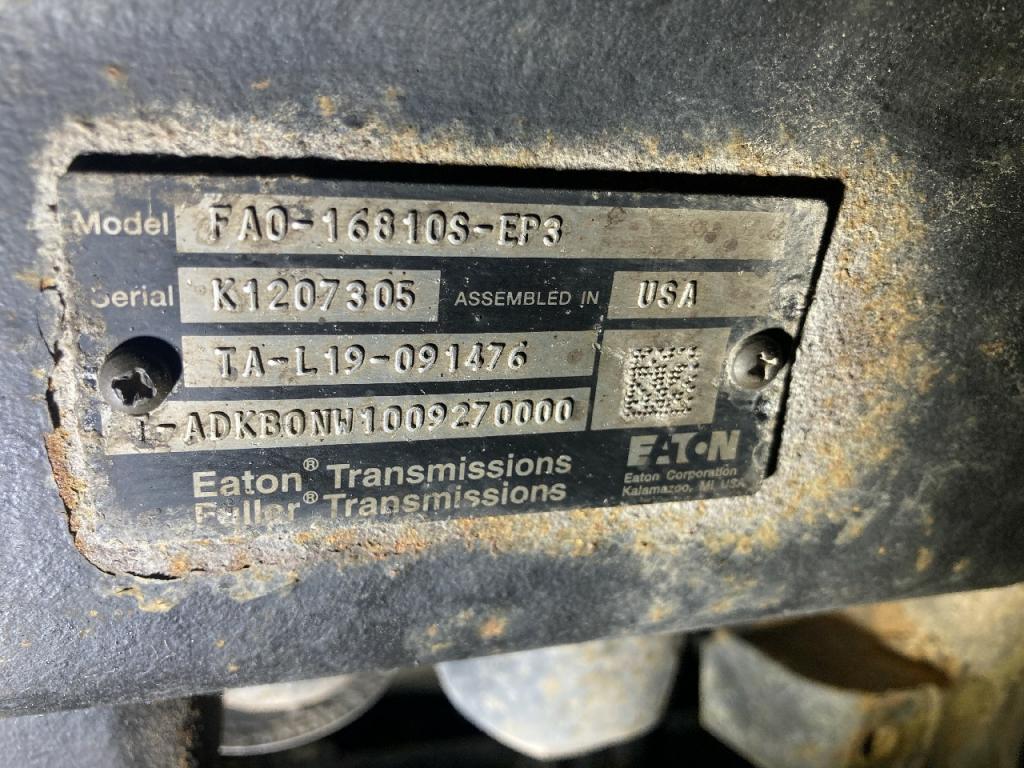 Model FAO-16810S-EP3
Serial K1207305 ASSEMBLED IN USA
TA-L19-091476
T-ADKBONW1009270000
Eaton® Transmissions
Fuller® Transmissions
EATON
Eaton Corporation
Kalamazoo, MI, USA